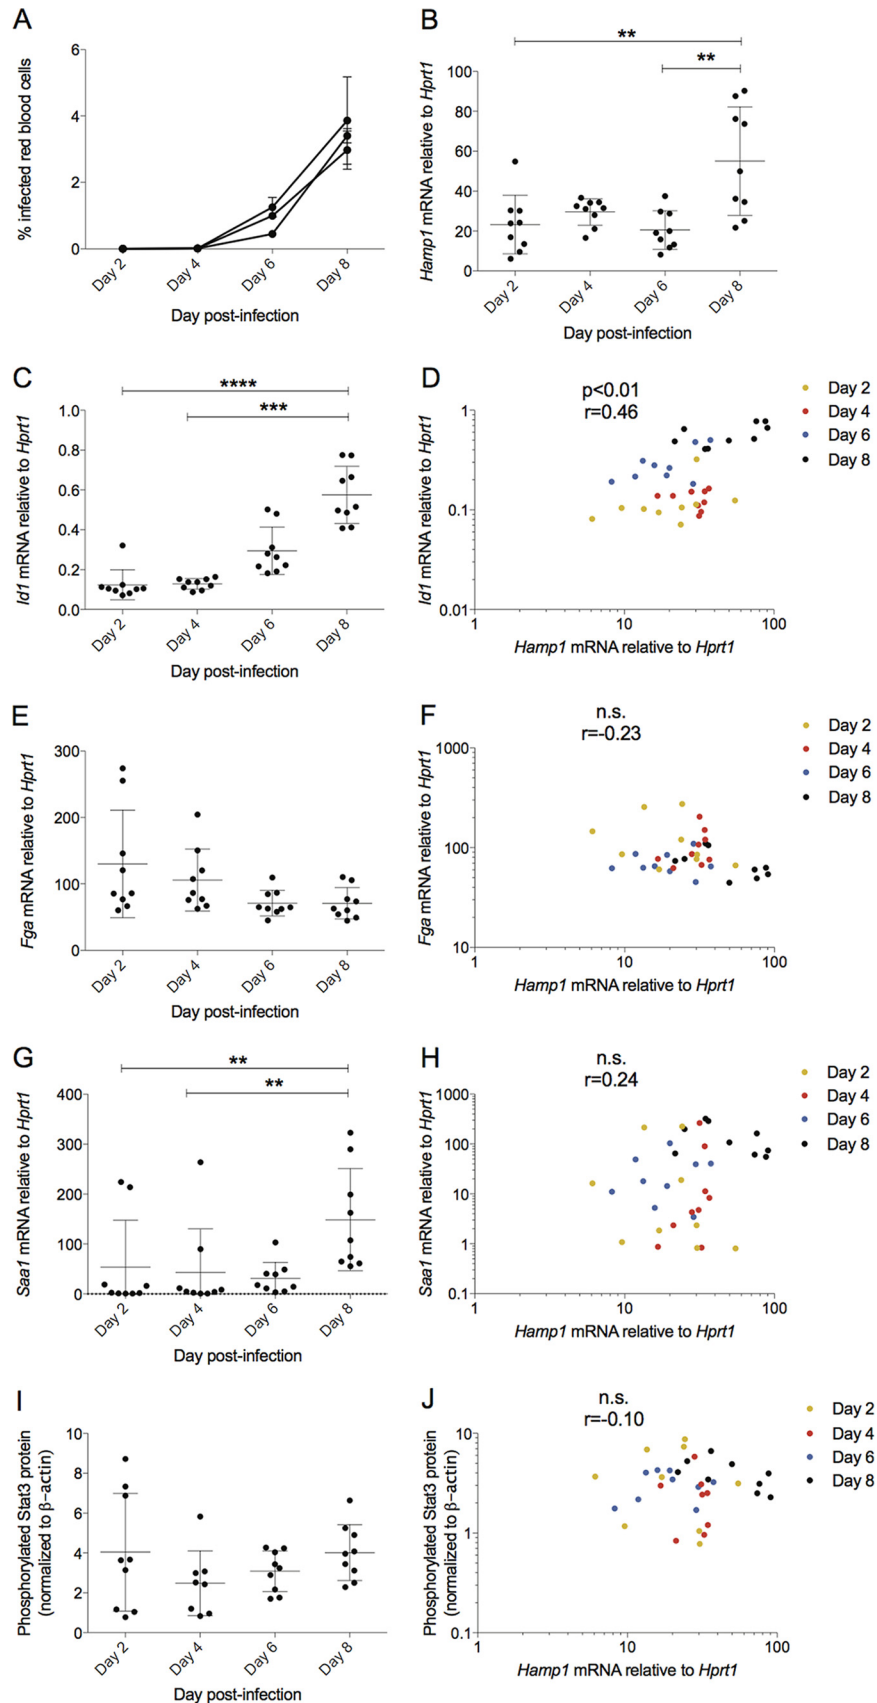 A
% infected red blood cells
6
4
2
0
Day 2
Day 4
Day 6
Day 8
Day post-infection
B
**
**
Hamp1 mRNA relative to Hprt1
100
80
60
40
20
0
Day 2
Day 4
Day 6
Day 8
Day post-infection
C
****
***
Id1 mRNA relative to Hprt1
1.0
0.8
0.6
0.4
0.2
0.0
Day 2
Day 4
Day 6
Day 8
Day post-infection
D
p<0.01
r=0.46
Day 2
Day 4
Day 6
Day 8
Id1 mRNA relative to Hprt1
1
0.1
0.01
1
10
100
Hamp1 mRNA relative to Hprt1
E
Fga mRNA relative to Hprt1
300
200
100
0
Day 2
Day 4
Day 6
Day 8
Day post-infection
F
n.s.
r=-0.23
Day 2
Day 4
Day 6
Day 8
Fga mRNA relative to Hprt1
1000
100
10
1
10
100
Hamp1 mRNA relative to Hprt1
G
**
**
Saa1 mRNA relative to Hprt1
400
300
200
100
0
Day 2
Day 4
Day 6
Day 8
Day post-infection
H
n.s.
r=0.24
Day 2
Day 4
Day 6
Day 8
Saa1 mRNA relative to Hprt1
1000
100
10
1
0.1
1
10
100
Hamp1 mRNA relative to Hprt1
I
Phosphorylated Stat3 protein
(normalized to β-actin)
10
8
6
4
2
0
Day 2
Day 4
Day 6
Day 8
Day post-infection
J
n.s.
r=-0.10
Day 2
Day 4
Day 6
Day 8
Phosphorylated Stat3 protein
(normalized to β-actin)
10
1
0.1
1
10
100
Hamp1 mRNA relative to Hprt1